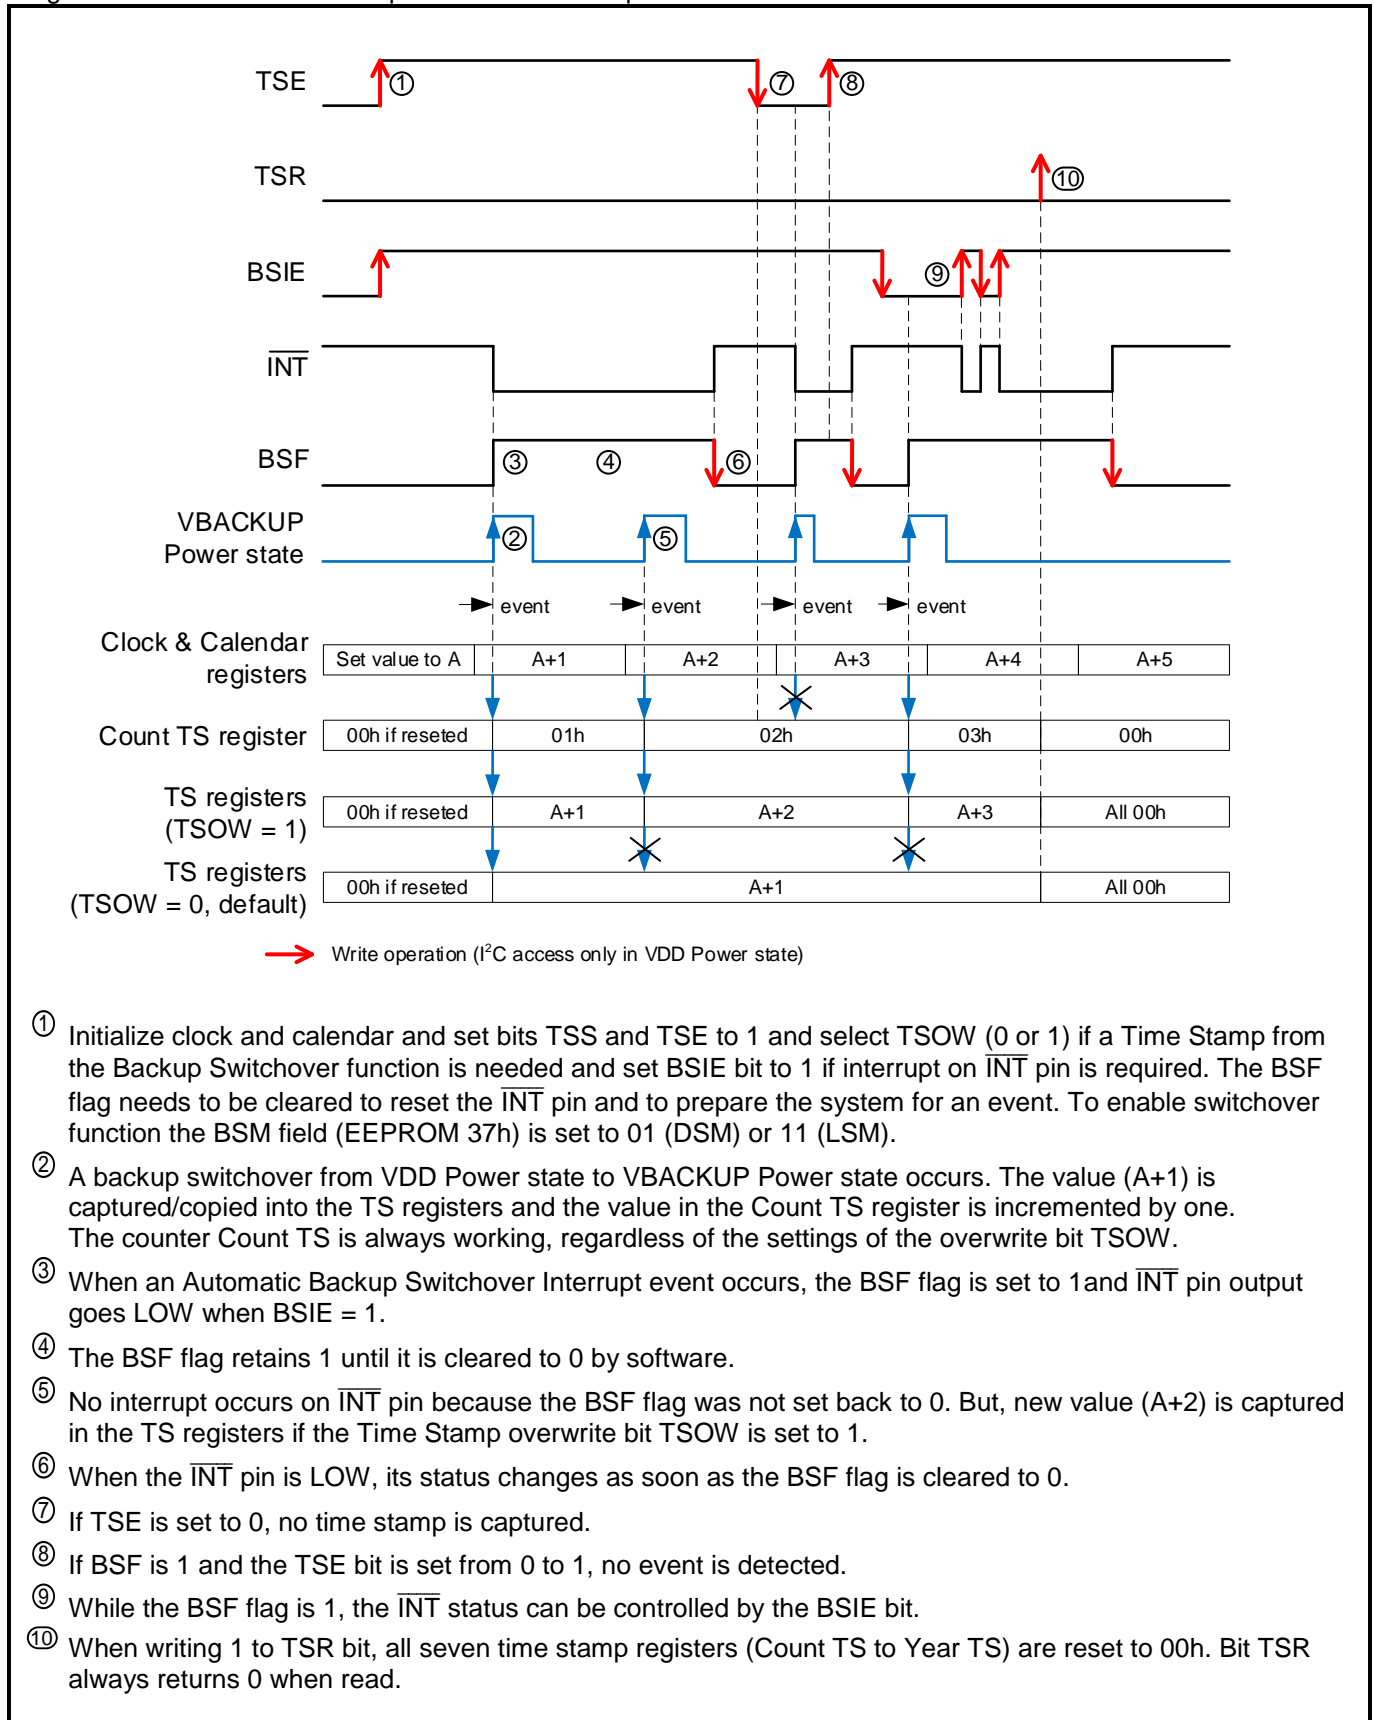 TSE
①
⑦
⑧
TSR
⑩
BSIE
⑨
INT
BSF
③
④
⑥
VBACKUP
Power state
②
⑤
event
event
event
event
Clock & Calendar
registers
Set value to A
A+1
A+2
A+3
A+4
A+5
Count TS register
00h if reseted
01h
02h
03h
00h
TS registers
(TSOW = 1)
00h if reseted
A+1
A+2
A+3
All 00h
TS registers
(TSOW = 0, default)
00h if reseted
A+1
All 00h
Write operation (I²C access only in VDD Power state)
① Initialize clock and calendar and set bits TSS and TSE to 1 and select TSOW (0 or 1) if a Time Stamp from
the Backup Switchover function is needed and set BSIE bit to 1 if interrupt on INT pin is required. The BSF
flag needs to be cleared to reset the INT pin and to prepare the system for an event. To enable switchover
function the BSM field (EEPROM 37h) is set to 01 (DSM) or 11 (LSM).
② A backup switchover from VDD Power state to VBACKUP Power state occurs. The value (A+1) is
captured/copied into the TS registers and the value in the Count TS register is incremented by one.
The counter Count TS is always working, regardless of the settings of the overwrite bit TSOW.
③ When an Automatic Backup Switchover Interrupt event occurs, the BSF flag is set to 1and INT pin output
goes LOW when BSIE = 1.
④ The BSF flag retains 1 until it is cleared to 0 by software.
⑤ No interrupt occurs on INT pin because the BSF flag was not set back to 0. But, new value (A+2) is captured
in the TS registers if the Time Stamp overwrite bit TSOW is set to 1.
⑥ When the INT pin is LOW, its status changes as soon as the BSF flag is cleared to 0.
⑦ If TSE is set to 0, no time stamp is captured.
⑧ If BSF is 1 and the TSE bit is set from 0 to 1, no event is detected.
⑨ While the BSF flag is 1, the INT status can be controlled by the BSIE bit.
⑩ When writing 1 to TSR bit, all seven time stamp registers (Count TS to Year TS) are reset to 00h. Bit TSR
always returns 0 when read.